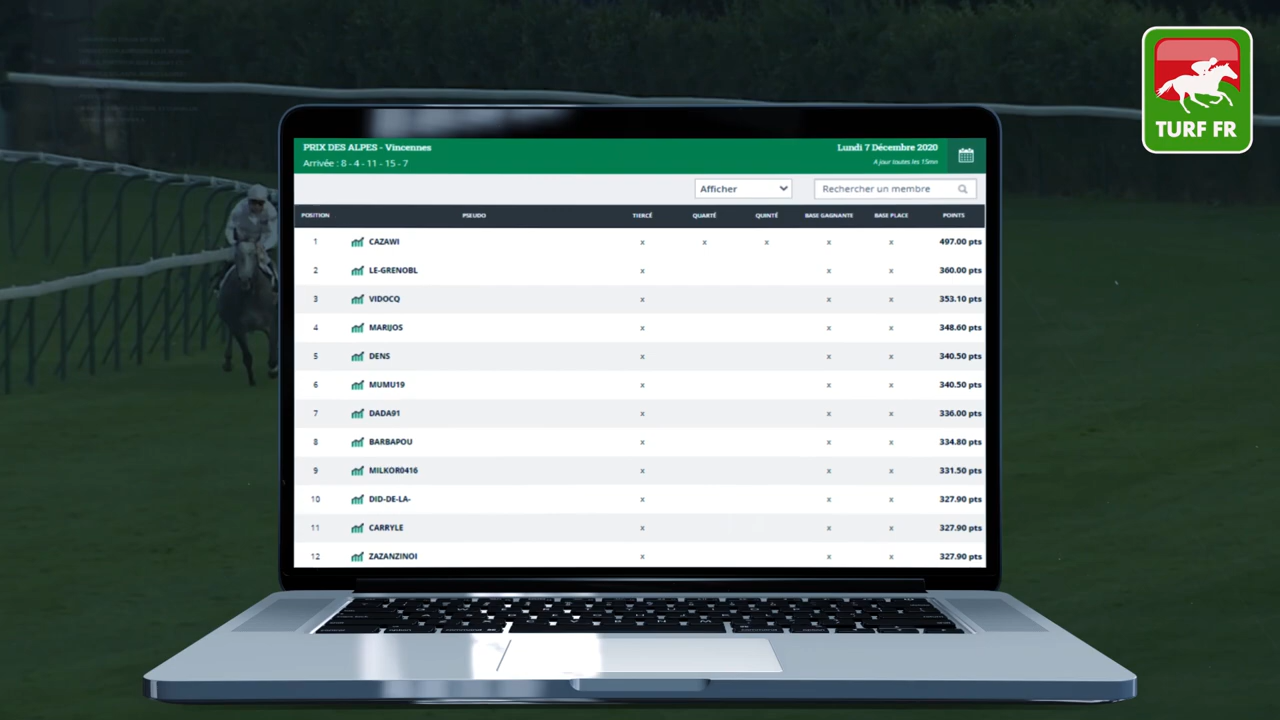 TURF FR
PRIX DES ALPES - Vincennes
Lundi 7 Décembre 2020
Arrivée : 8 - 4 - 11 - 15 - 7
A jour toutes les 15mn
Afficher
Rechercher un membre
POSITION PSEUDO TIERCÉ QUARTÉ QUINTÉ BASE GAGNANTE BASE PLACE POINTS
1 CAZAWI x x x x x 497.00 pts
2 LE-GRENOBL x x x 360.00 pts
3 VIDOCQ x x x 353.10 pts
4 MARIJOS x x x 348.60 pts
5 DENS x x x 340.50 pts
6 MUMU19 x x x 340.50 pts
7 DADA91 x x x 336.00 pts
8 BARBAPOU x x x 334.80 pts
9 MILKOR0416 x x x 331.50 pts
10 DID-DE-LA- x x x 327.90 pts
11 CARRYLE x x x 327.90 pts
12 ZAZANZINOI x x x 327.90 pts